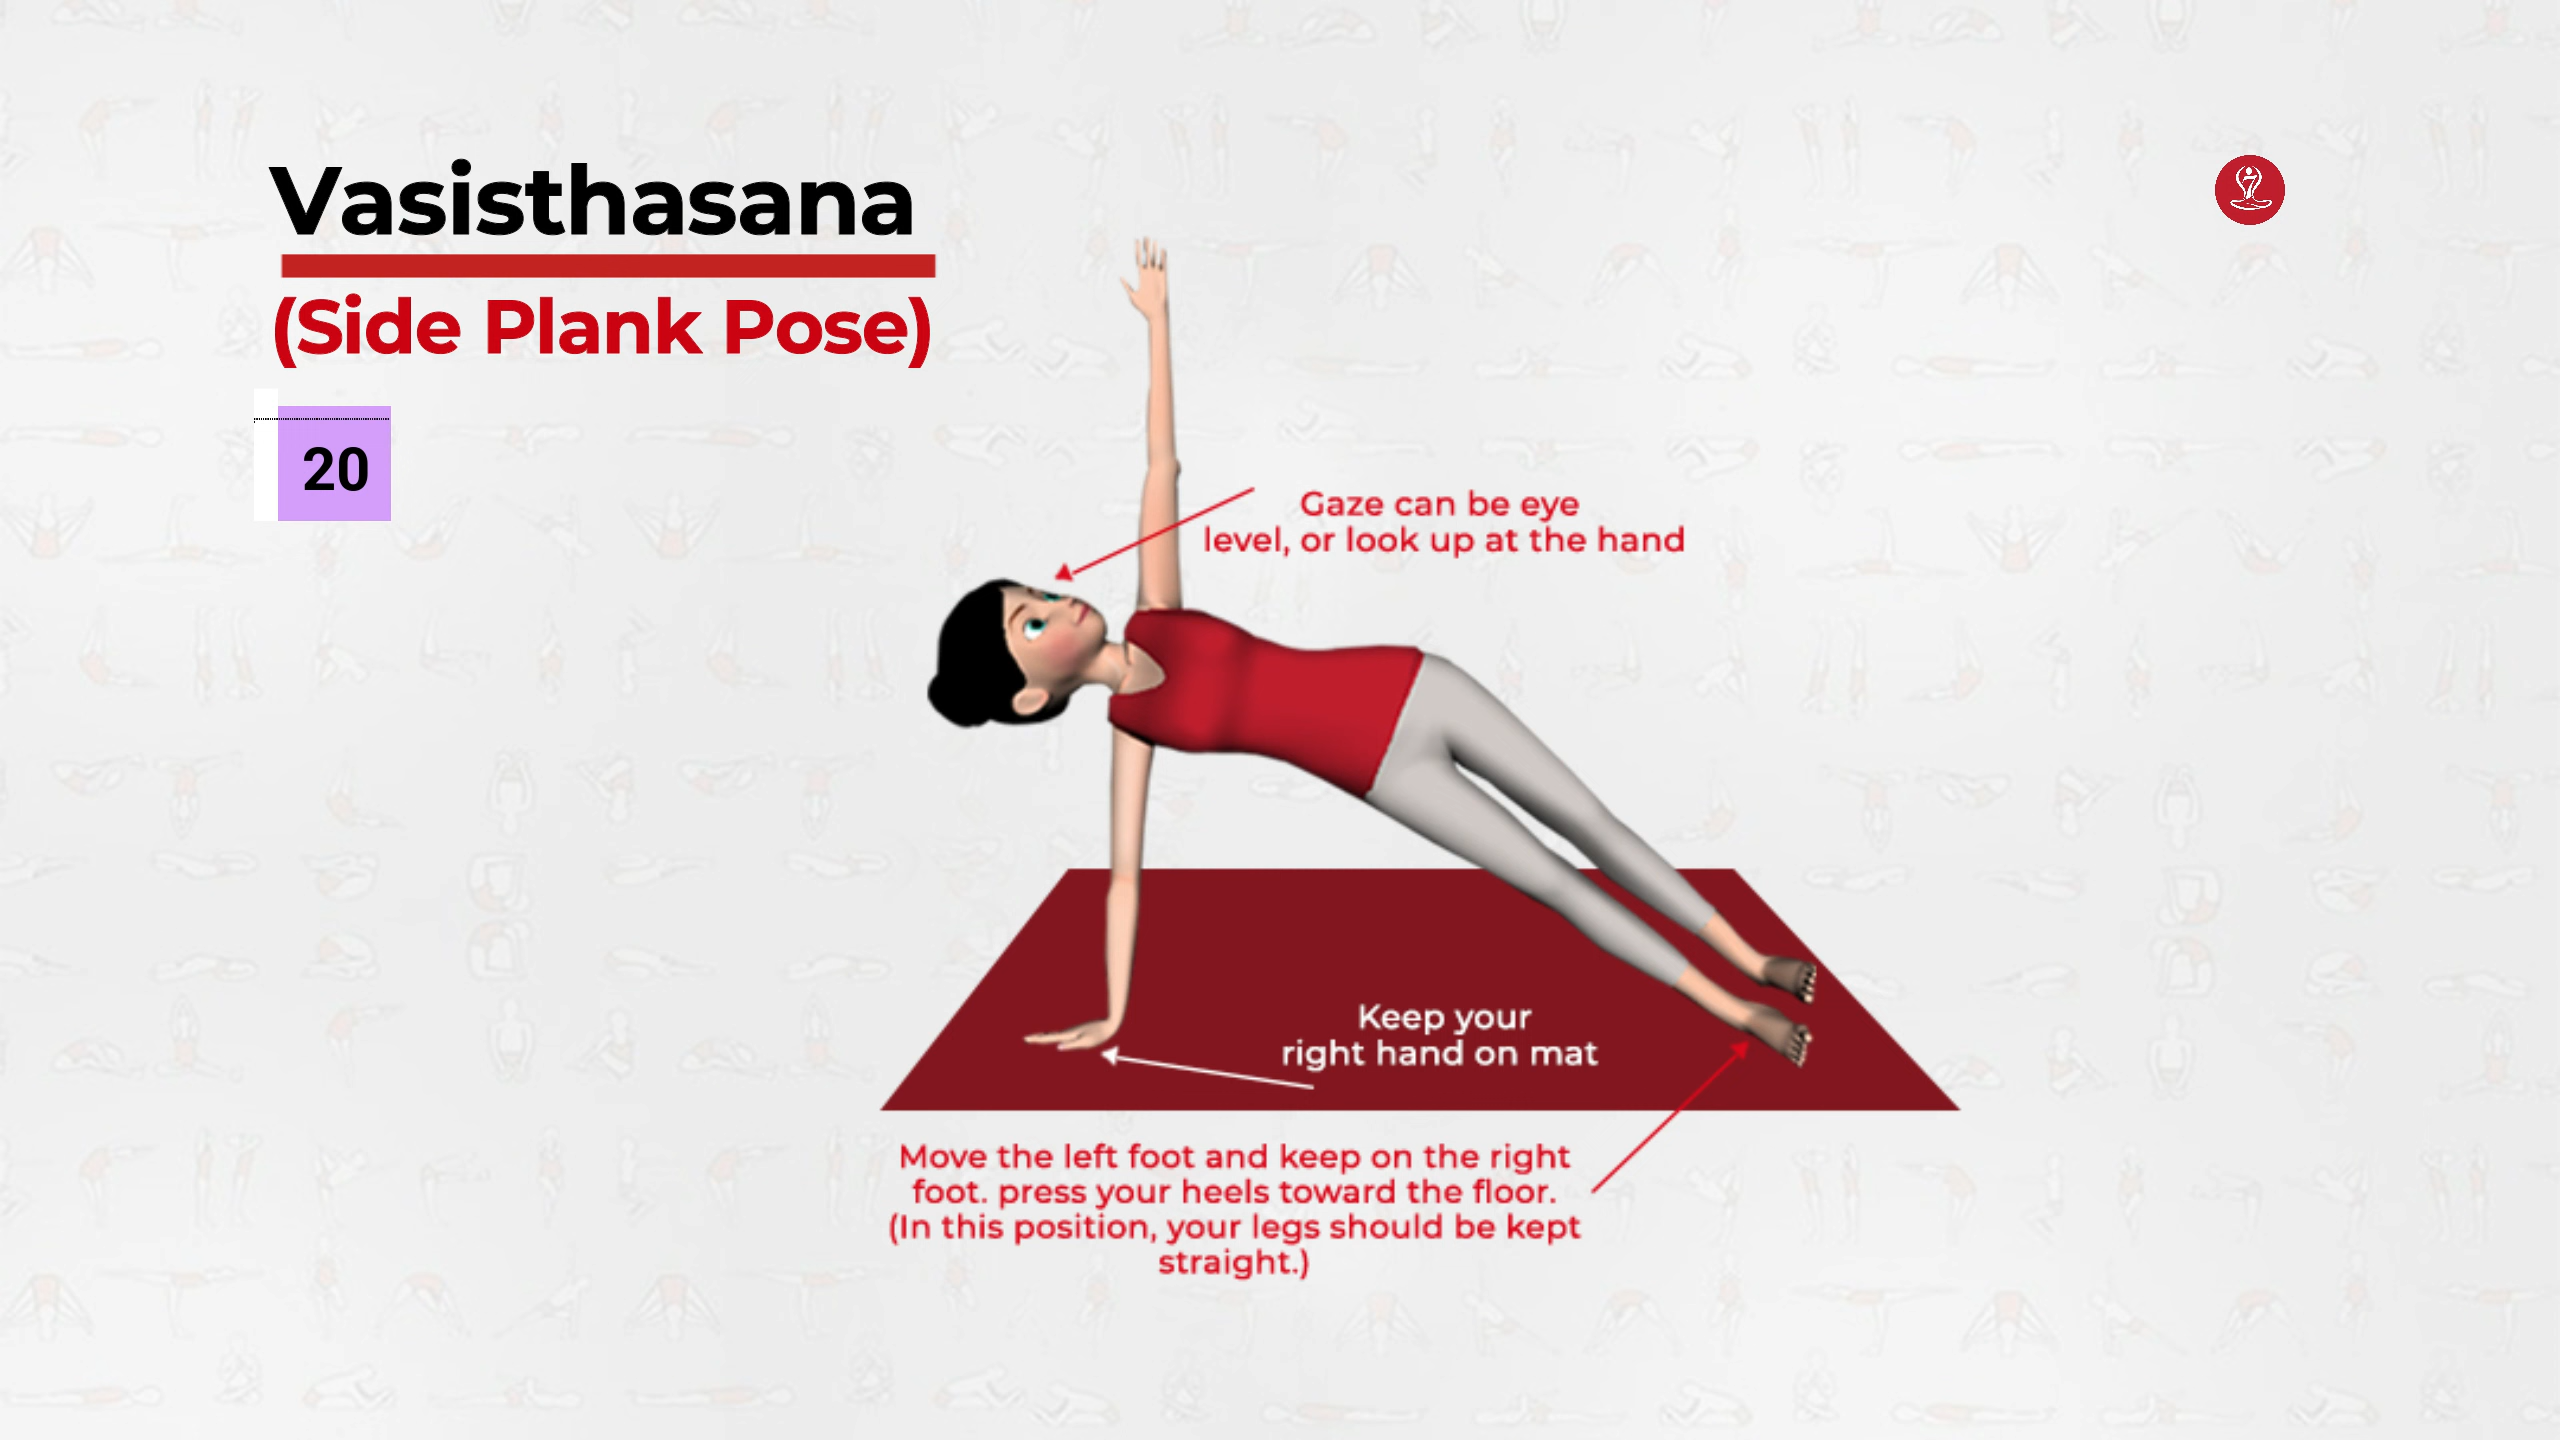 Vasisthasana
(Side Plank Pose)
20
Gaze can be eye
level, or look up at the hand
Keep your
right hand on mat
Move the left foot and keep on the right
foot. press your heels toward the floor.
(In this position, your legs should be kept
straight.)